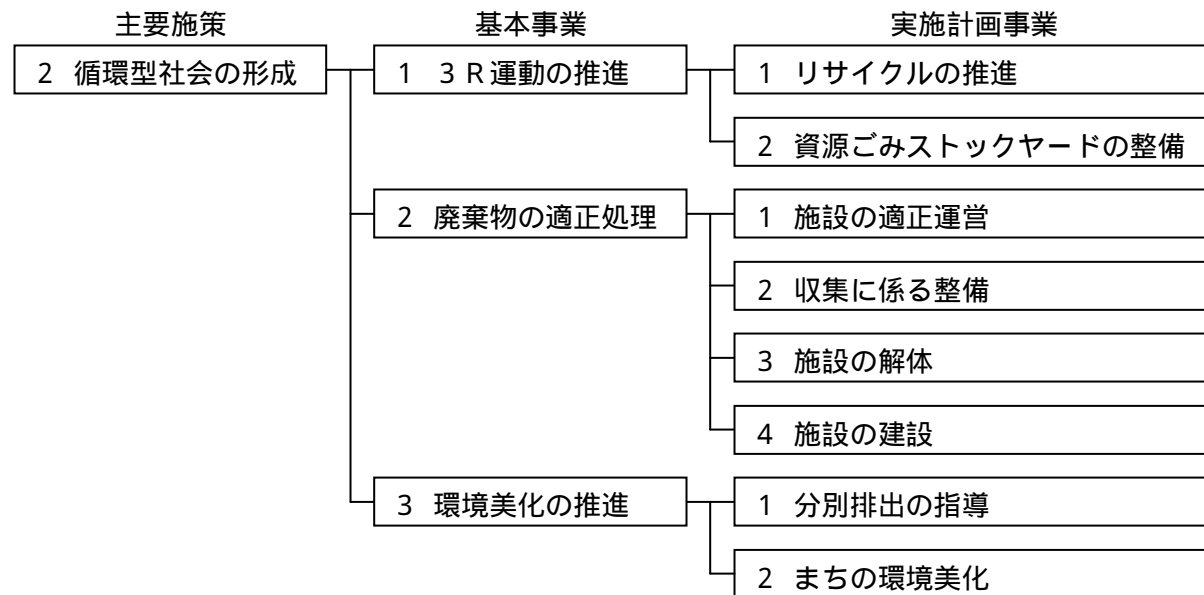 主要施策 基本事業 実施計画事業
2 循環型社会の形成 1 3R運動の推進 1 リサイクルの推進
2 資源ごみストックヤードの整備
2 廃棄物の適正処理 1 施設の適正運営
2 収集に係る整備
3 施設の解体
4 施設の建設
3 環境美化の推進 1 分別排出の指導
2 まちの環境美化